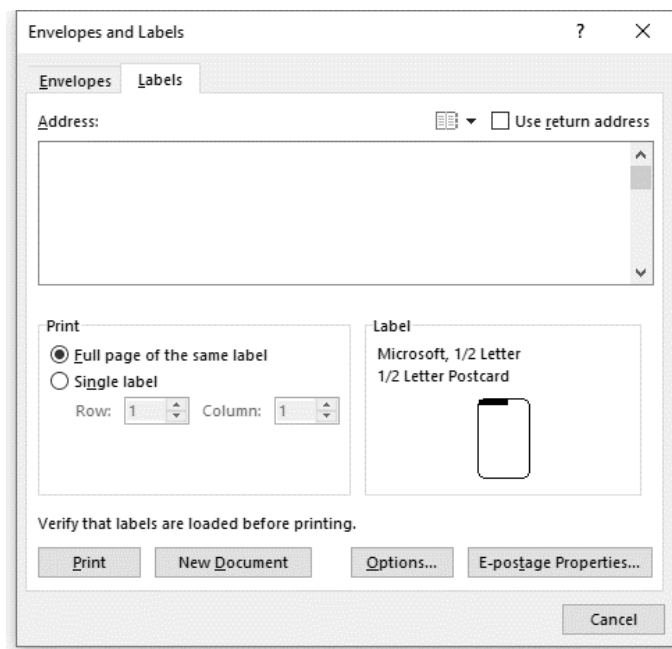 Envelopes and Labels ?
Envelopes Labels
Address: Use return address
Print
Full page of the same label
Single label
Row: 1 Column: 1
Label
Microsoft, 1/2 Letter
1/2 Letter Postcard
Verify that labels are loaded before printing.
Print New Document Options... E-postage Properties...
Cancel